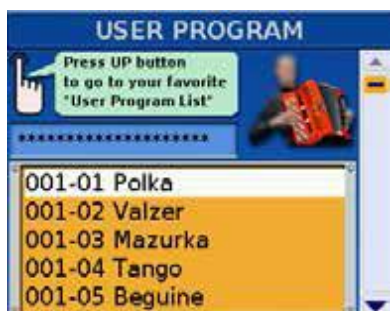 USER PROGRAM
Press UP button
to go to your favorite
"User Program List"
********************
001-01 Polka
001-02 Valzer
001-03 Mazurka
001-04 Tango
001-05 Beguine